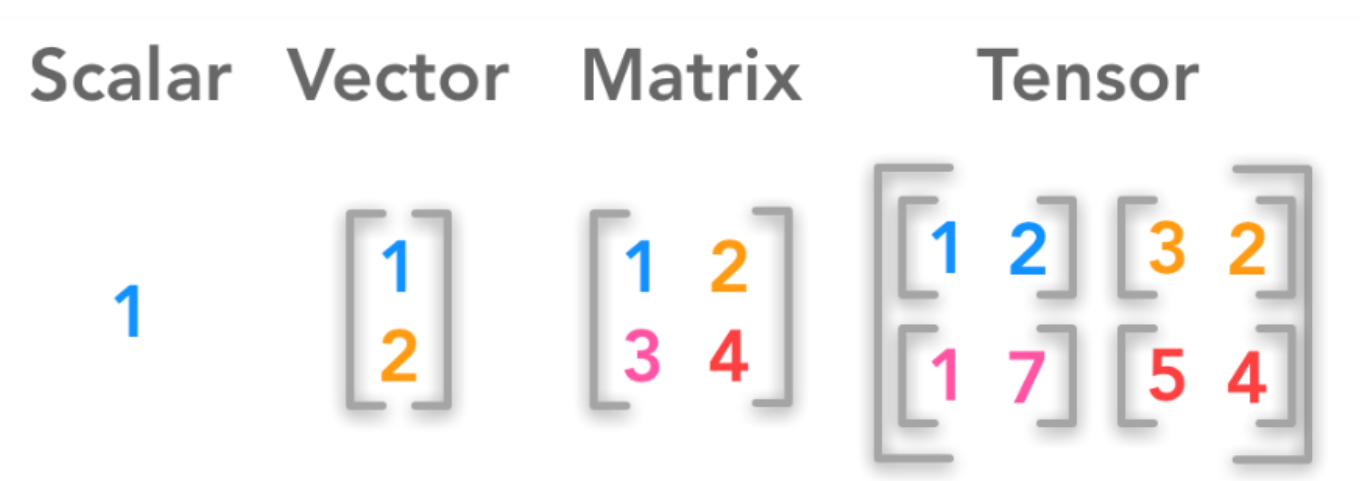 Scalar Vector Matrix Tensor
1 2 3 2
1 1 2
1
2 3 4 1 7 5 4